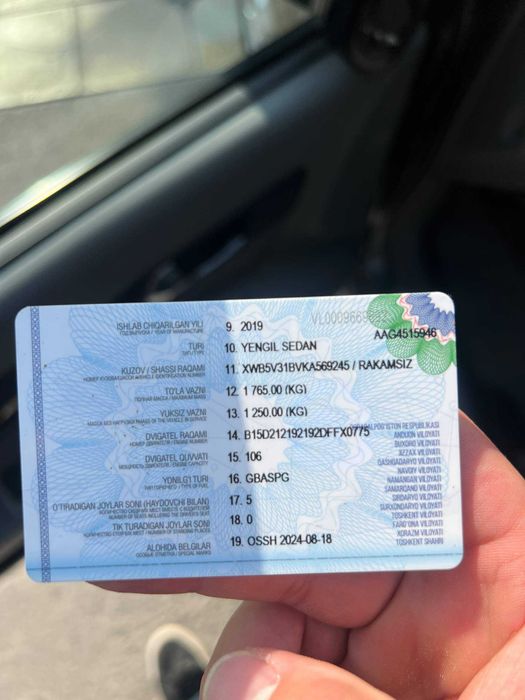 AAG4515946
ISHLAB CHIQARILGAN YILI 9. 2019
TURI 10. YENGIL SEDAN
KUZOV / SHASSI RAQAMI 11. XWB5V31BVKA569245 / RAKAMSIZ
TO'LA VAZNI 12. 1 765.00 (KG)
YUKSIZ VAZNI 13. 1 250.00 (KG)
DVIGATEL RAQAMI 14. B15D212192192DFFX0775
DVIGATEL QUVVATI 15. 106
YONILG'I TURI 16. GBASPG
O'TIRADIGAN JOYLAR SONI (HAYDOVCHI BILAN) 17. 5
TIK TURADIGAN JOYLAR SONI 18. 0
ALOHIDA BELGILAR 19. OSSH 2024-08-18
ANDIJON VILOYATI
BUXORO VILOYATI
JIZZAX VILOYATI
QASHQADARYO VILOYATI
NAVOIY VILOYATI
NAMANGAN VILOYATI
SAMARQAND VILOYATI
SIRDARYO VILOYATI
SURXONDARYO VILOYATI
TOSHKENT VILOYATI
FARG'ONA VILOYATI
XORAZM VILOYATI
TOSHKENT SHAHRI